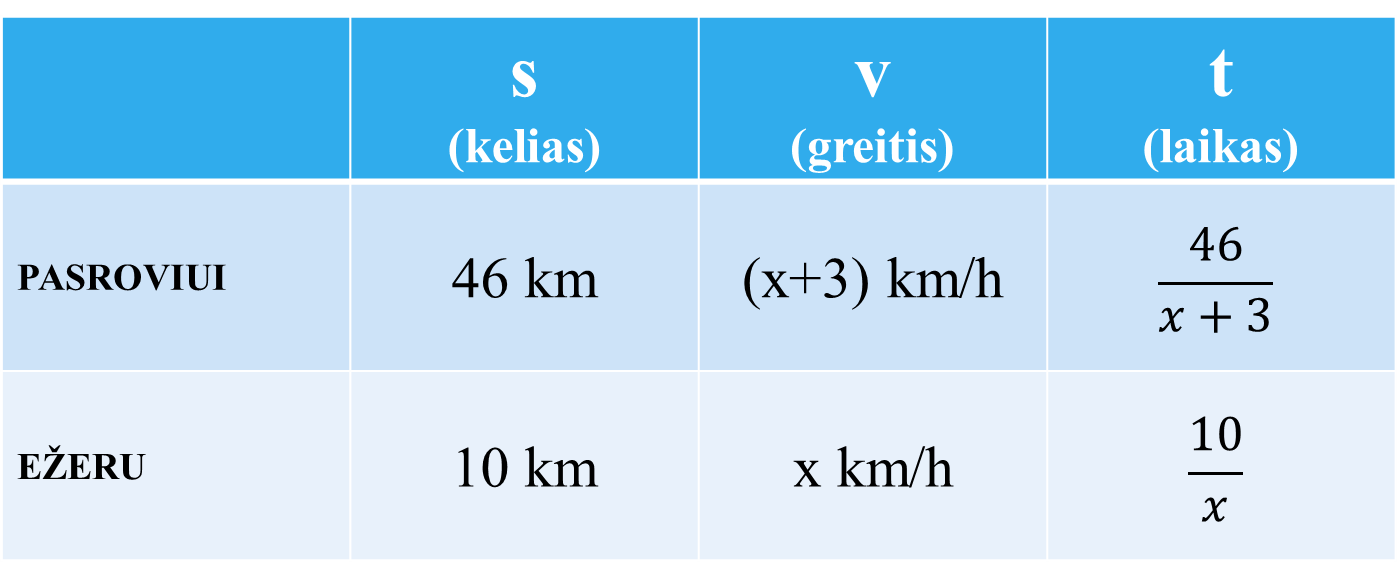 s
(kelias)
v
(greitis)
t
(laikas)
PASROVIUI
46 km
(x+3) km/h
46
x + 3
EŽERU
10 km
x km/h
10
x